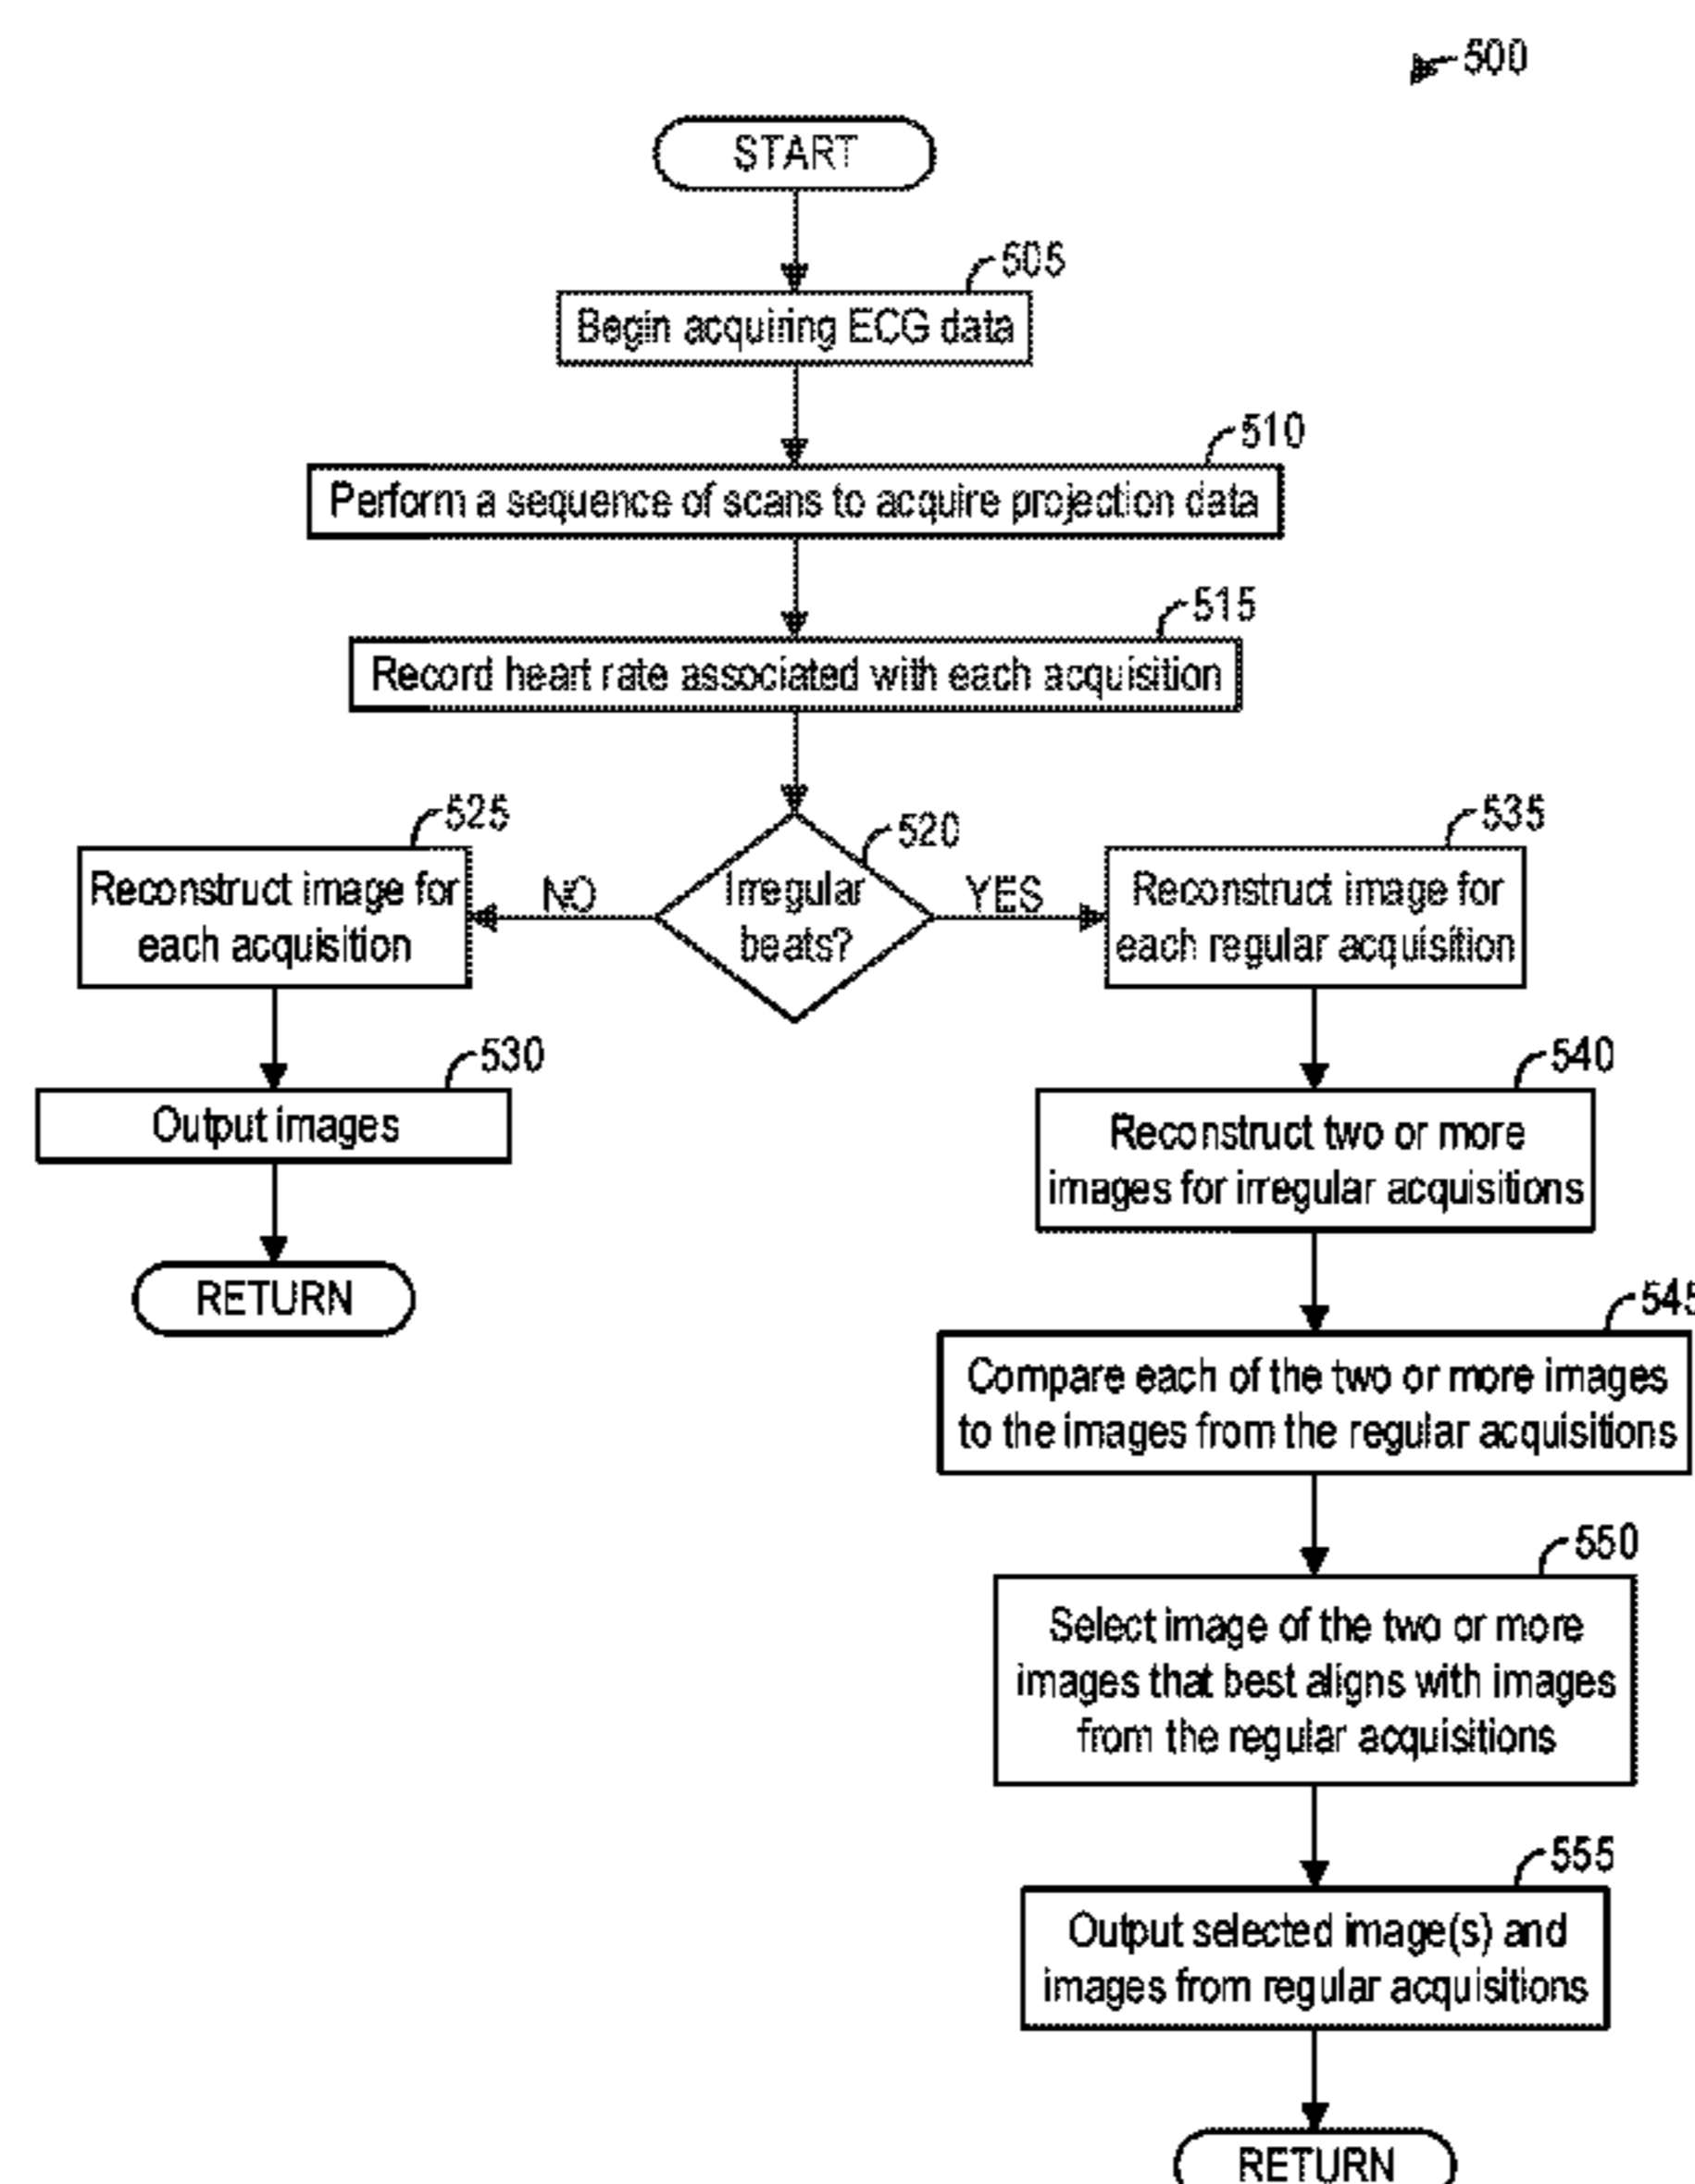 500
START
505
Begin acquiring ECG data
510
Perform a sequence of scans to acquire projection data
515
Record heart rate associated with each acquisition
520
Irregular
beats?
NO
YES
525
Reconstruct image for
each acquisition
530
Output images
RETURN
535
Reconstruct image for
each regular acquisition
540
Reconstruct two or more
images for irregular acquisitions
545
Compare each of the two or more images
to the images from the regular acquisitions
550
Select image of the two or more
images that best aligns with images
from the regular acquisitions
555
Output selected image(s) and
images from regular acquisitions
RETURN